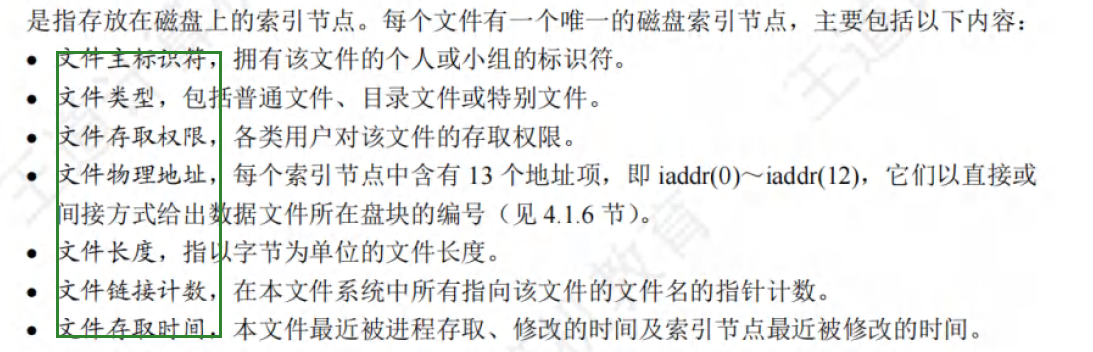 是指存放在磁盘上的索引节点。每个文件有一个唯一的磁盘索引节点，主要包括以下内容：
● 文件主标识符，拥有该文件的个人或小组的标识符。
● 文件类型，包括普通文件、目录文件或特别文件。
● 文件存取权限，各类用户对该文件的存取权限。
● 文件物理地址，每个索引节点中含有 13 个地址项，即 iaddr(0)～iaddr(12)，它们以直接或
间接方式给出数据文件所在盘块的编号（见 4.1.6 节）。
● 文件长度，指以字节为单位的文件长度。
● 文件链接计数，在本文件系统中所有指向该文件的文件名的指针计数。
● 文件存取时间，本文件最近被进程存取、修改的时间及索引节点最近被修改的时间。